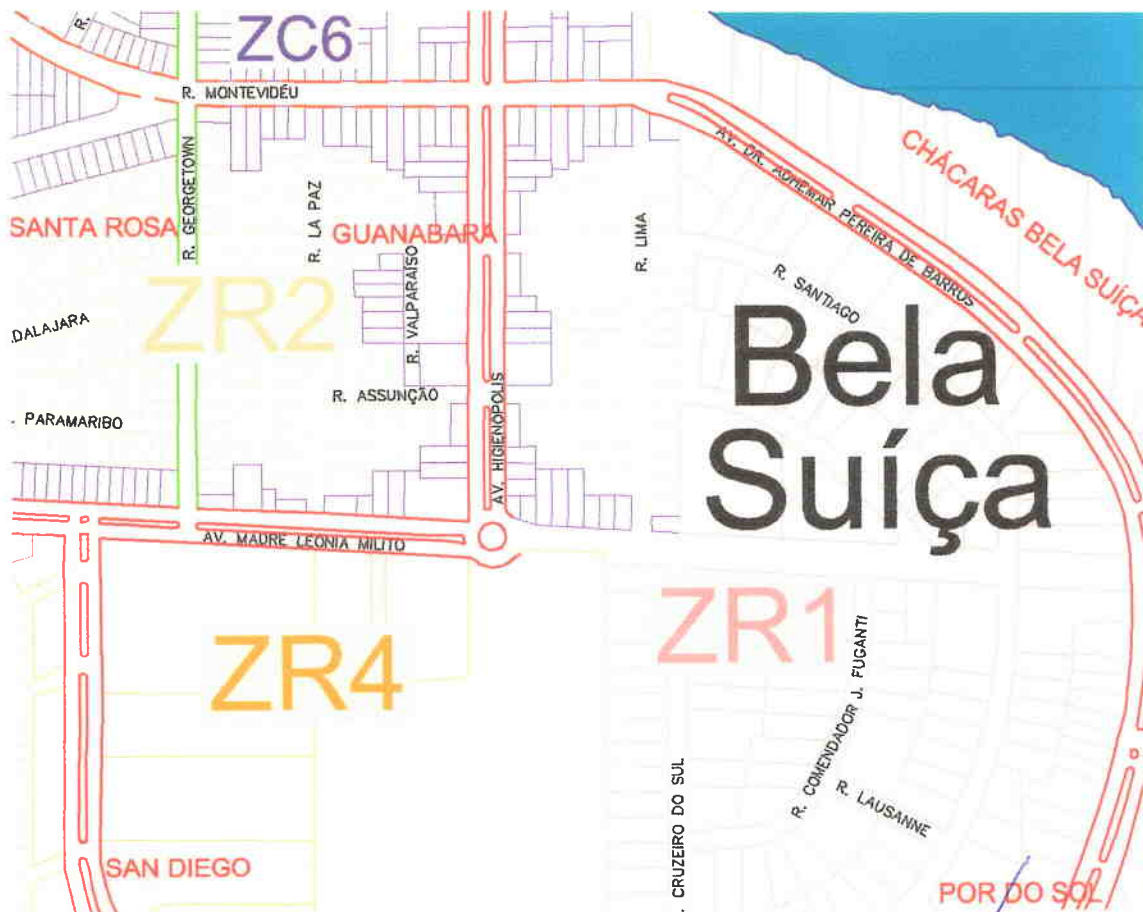 R.
ZC6
R. MONTEVIDÉU
AV. DR. ADHEMAR PEREIRA DE BARROS
CHÁCARAS BELA SUÍÇA
R. GEORGETOWN
R. LA PAZ
SANTA ROSA
GUANABARA
R. LIMA
R. VALPARAÍSO
R. SANTIAGO
ZR2
DALAJARA
Bela
Suíça
R. ASSUNÇÃO
. PARAMARIBO
AV. HIGIENÓPOLIS
AV. MADRE LEONIA MILITO
ZR1
ZR4
R. COMENDADOR J. FUGANTI
. CRUZEIRO DO SUL
R. LAUSANNE
SAN DIEGO
POR DO SOL